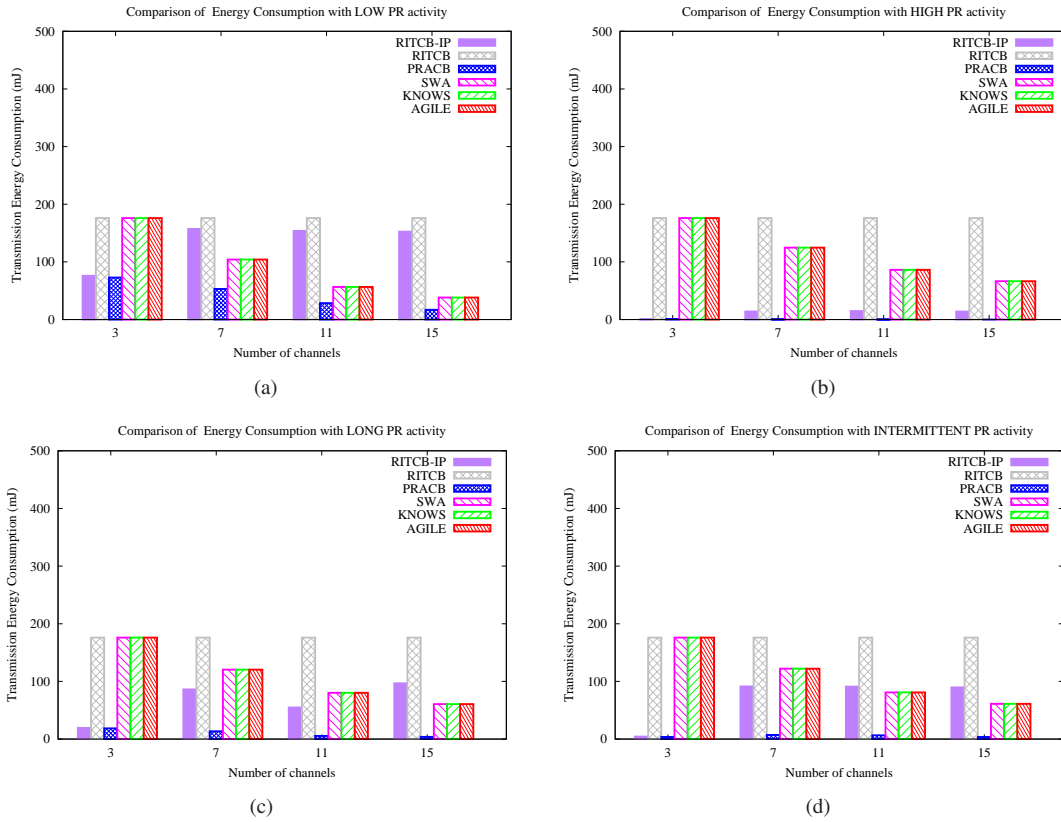 Comparison of Energy Consumption with LOW PR activity
500
400
300
200
100
0
Transmission Energy Consumption (mJ)
3 7 11 15
Number of channels
RITCB-IP
RITCB
PRACB
SWA
KNOWS
AGILE
(a)
Comparison of Energy Consumption with HIGH PR activity
500
400
300
200
100
0
Transmission Energy Consumption (mJ)
3 7 11 15
Number of channels
RITCB-IP
RITCB
PRACB
SWA
KNOWS
AGILE
(b)
Comparison of Energy Consumption with LONG PR activity
500
400
300
200
100
0
Transmission Energy Consumption (mJ)
3 7 11 15
Number of channels
RITCB-IP
RITCB
PRACB
SWA
KNOWS
AGILE
(c)
Comparison of Energy Consumption with INTERMITTENT PR activity
500
400
300
200
100
0
Transmission Energy Consumption (mJ)
3 7 11 15
Number of channels
RITCB-IP
RITCB
PRACB
SWA
KNOWS
AGILE
(d)